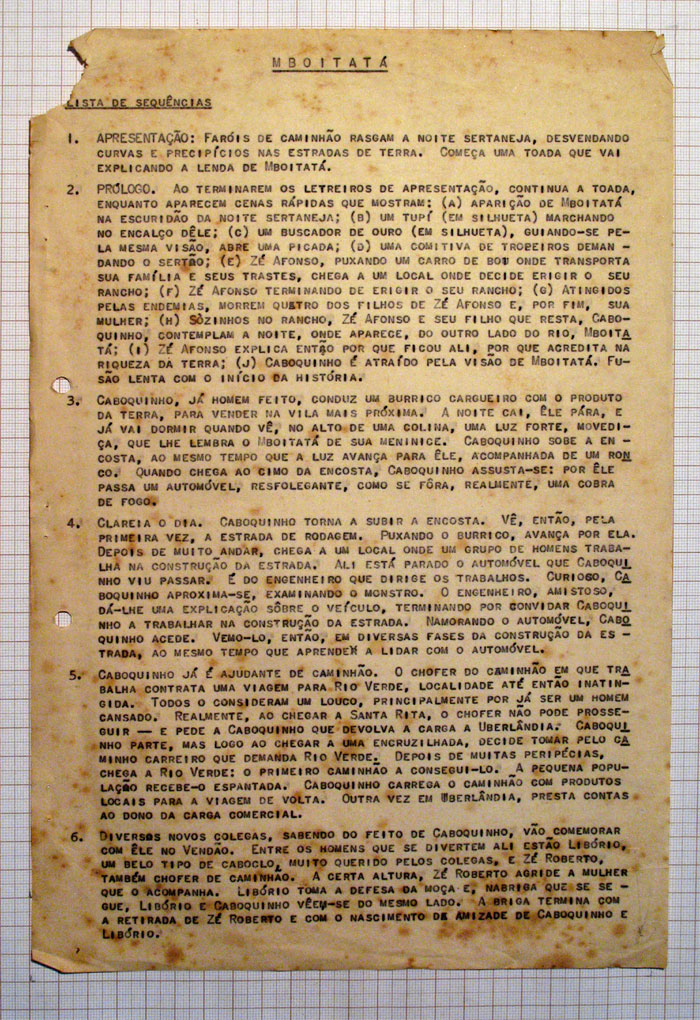 MBOITATÁ
LISTA DE SEQUÊNCIAS
1. APRESENTAÇÃO: FARÓIS DE CAMINHÃO RASGAM A NOITE SERTANEJA, DESVENDANDO
CURVAS E PRECIPÍCIOS NAS ESTRADAS DE TERRA. COMEÇA UMA TOADA QUE VAI
EXPLICANDO A LENDA DE MBOITATÁ.
2. PRÓLOGO. AO TERMINAREM OS LETREIROS DE APRESENTAÇÃO, CONTINUA A TOADA,
ENQUANTO APARECEM CENAS RÁPIDAS QUE MOSTRAM: (A) APARIÇÃO DE MBOITATÁ
NA ESCURIDÃO DA NOITE SERTANEJA; (B) UM TUPÍ (EM SILHUETA) MARCHANDO
NO ENCALÇO DÊLE; (C) UM BUSCADOR DE OURO (EM SILHUETA), GUIANDO-SE PE-
LA MESMA VISÃO, ABRE UMA PICADA; (D) UMA COMITIVA DE TROPEIROS DEMAN-
DANDO O SERTÃO; (E) ZÉ AFONSO, PUXANDO UM CARRO DE BOI ONDE TRANSPORTA
SUA FAMÍLIA E SEUS TRASTES, CHEGA A UM LOCAL ONDE DECIDE ERIGIR O SEU
RANCHO; (F) ZÉ AFONSO TERMINANDO DE ERIGIR O SEU RANCHO; (G) ATINGIDOS
PELAS ENDEMIAS, MORREM QUATRO DOS FILHOS DE ZÉ AFONSO E, POR FIM, SUA
MULHER; (H) SÒZINHOS NO RANCHO, ZÉ AFONSO E SEU FILHO QUE RESTA, CABO-
QUINHO, CONTEMPLAM A NOITE, ONDE APARECE, DO OUTRO LADO DO RIO, MBOITA
TÁ; (I) ZÉ AFONSO EXPLICA ENTÃO POR QUE FICOU ALI, POR QUE ACREDITA NA
RIQUEZA DA TERRA; (J) CABOQUINHO É ATRAÍDO PELA VISÃO DE MBOITATÁ. FU-
SÃO LENTA COM O INÍCIO DA HISTÓRIA.
3. CABOQUINHO, JÁ HOMEM FEITO, CONDUZ UM BURRICO CARGUEIRO COM O PRODUTO
DA TERRA, PARA VENDER NA VILA MAIS PRÓXIMA. A NOITE CAI, ÊLE PÁRA, E
JÁ VAI DORMIR QUANDO VÊ, NO ALTO DE UMA COLINA, UMA LUZ FORTE, MOVEDI-
ÇA, QUE LHE LEMBRA O MBOITATÁ DE SUA MENINICE. CABOQUINHO SOBE A EN-
COSTA, AO MESMO TEMPO QUE A LUZ AVANÇA PARA ÊLE, ACOMPANHADA DE UM RON
CO. QUANDO CHEGA AO CIMO DA ENCOSTA, CABOQUINHO ASSUSTA-SE: POR ÊLE
PASSA UM AUTOMÓVEL, RESFOLEGANTE, COMO SE FÔRA, REALMENTE, UMA COBRA
DE FOGO.
4. CLAREIA O DIA. CABOQUINHO TORNA A SUBIR A ENCOSTA. VÊ, ENTÃO, PELA
PRIMEIRA VEZ, A ESTRADA DE RODAGEM. PUXANDO O BURRICO, AVANÇA POR ELA.
DEPOIS DE MUITO ANDAR, CHEGA A UM LOCAL ONDE UM GRUPO DE HOMENS TRABA-
LHA NA CONSTRUÇÃO DA ESTRADA. ALI ESTÁ PARADO O AUTOMÓVEL QUE CABOQUI
NHO VIU PASSAR. É DO ENGENHEIRO QUE DIRIGE OS TRABALHOS. CURIOSO, CA
BOQUINHO APROXIMA-SE, EXAMINANDO O MONSTRO. O ENGENHEIRO, AMISTOSO,
DÁ-LHE UMA EXPLICAÇÃO SÔBRE O VEÍCULO, TERMINANDO POR CONVIDAR CABOQUI
NHO A TRABALHAR NA CONSTRUÇÃO DA ESTRADA. NAMORANDO O AUTOMÓVEL, CABO
QUINHO ACEDE. VEMO-LO, ENTÃO, EM DIVERSAS FASES DA CONSTRUÇÃO DA ES-
TRADA, AO MESMO TEMPO QUE APRENDE A LIDAR COM O AUTOMÓVEL.
5. CABOQUINHO JÁ É AJUDANTE DE CAMINHÃO. O CHOFER DO CAMINHÃO EM QUE TRA
BALHA CONTRATA UMA VIAGEM PARA RIO VERDE, LOCALIDADE ATÉ ENTÃO INATIN-
GIDA. TODOS O CONSIDERAM UM LOUCO, PRINCIPALMENTE POR JÁ SER UM HOMEM
CANSADO. REALMENTE, AO CHEGAR A SANTA RITA, O CHOFER NÃO PODE PROSSE-
GUIR — E PEDE A CABOQUINHO QUE DEVOLVA A CARGA A UBERLÂNDIA. CABOQUI
NHO PARTE, MAS LOGO AO CHEGAR A UMA ENCRUZILHADA, DECIDE TOMAR PELO CA
MINHO CARREIRO QUE DEMANDA RIO VERDE. DEPOIS DE MUITAS PERIPÉCIAS,
CHEGA A RIO VERDE: O PRIMEIRO CAMINHÃO A CONSEGUI-LO. A PEQUENA POPU-
LAÇÃO RECEBE-O ESPANTADA. CABOQUINHO CARREGA O CAMINHÃO COM PRODUTOS
LOCAIS PARA A VIAGEM DE VOLTA. OUTRA VEZ EM UBERLÂNDIA, PRESTA CONTAS
AO DONO DA CARGA COMERCIAL.
6. DIVERSOS NOVOS COLEGAS, SABENDO DO FEITO DE CABOQUINHO, VÃO COMEMORAR
COM ÊLE NO VENDÃO. ENTRE OS HOMENS QUE SE DIVERTEM ALI ESTÃO LIBÓRIO,
UM BELO TIPO DE CABOCLO, MUITO QUERIDO PELOS COLEGAS, E ZÉ ROBERTO,
TAMBÉM CHOFER DE CAMINHÃO. A CERTA ALTURA, ZÉ ROBERTO AGRIDE A MULHER
QUE O ACOMPANHA. LIBÓRIO TOMA A DEFESA DA MOÇA E, NABRIGA QUE SE SE-
GUE, LIBÓRIO E CABOQUINHO VÊEM-SE DO MESMO LADO. A BRIGA TERMINA COM
A RETIRADA DE ZÉ ROBERTO E COM O NASCIMENTO DA AMIZADE DE CABOQUINHO E
LIBÓRIO.